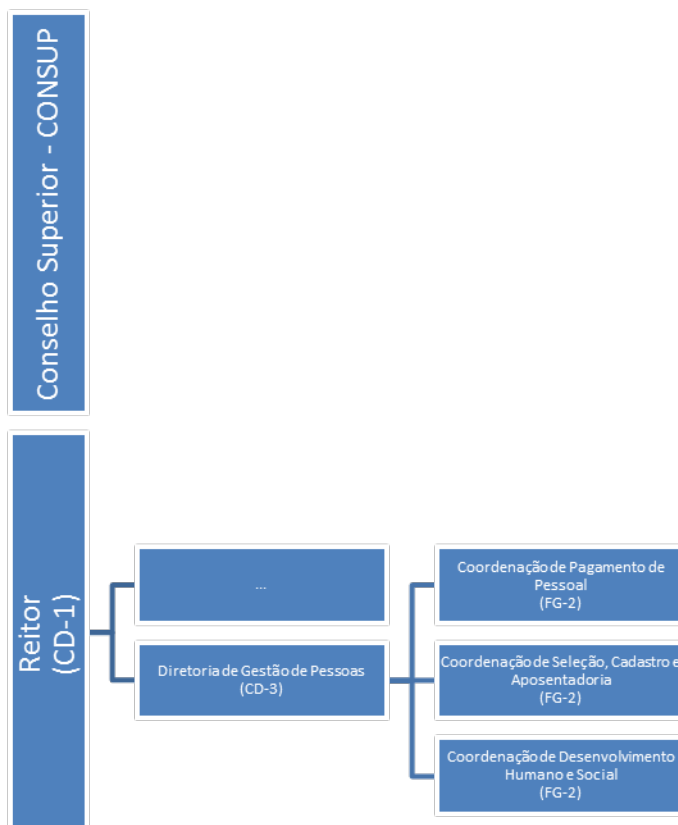 Conselho Superior - CONSUP
Reitor
(CD-1)
...
Diretoria de Gestão de Pessoas
(CD-3)
Coordenação de Pagamento de
Pessoal
(FG-2)
Coordenação de Seleção, Cadastro e
Aposentadoria
(FG-2)
Coordenação de Desenvolvimento
Humano e Social
(FG-2)